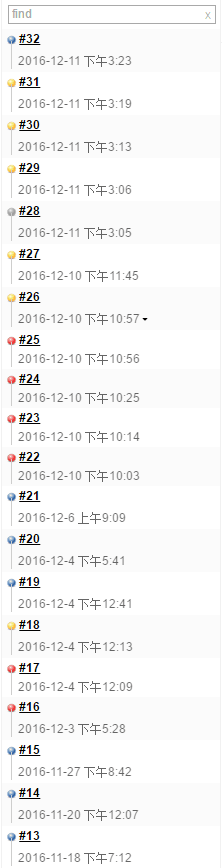 find x
#32
2016-12-11 下午3:23
#31
2016-12-11 下午3:19
#30
2016-12-11 下午3:13
#29
2016-12-11 下午3:06
#28
2016-12-11 下午3:05
#27
2016-12-10 下午11:45
#26
2016-12-10 下午10:57
#25
2016-12-10 下午10:56
#24
2016-12-10 下午10:25
#23
2016-12-10 下午10:14
#22
2016-12-10 下午10:03
#21
2016-12-6 上午9:09
#20
2016-12-4 下午5:41
#19
2016-12-4 下午12:41
#18
2016-12-4 下午12:13
#17
2016-12-4 下午12:09
#16
2016-12-3 下午5:28
#15
2016-11-27 下午8:42
#14
2016-11-20 下午12:07
#13
2016-11-18 下午7:12